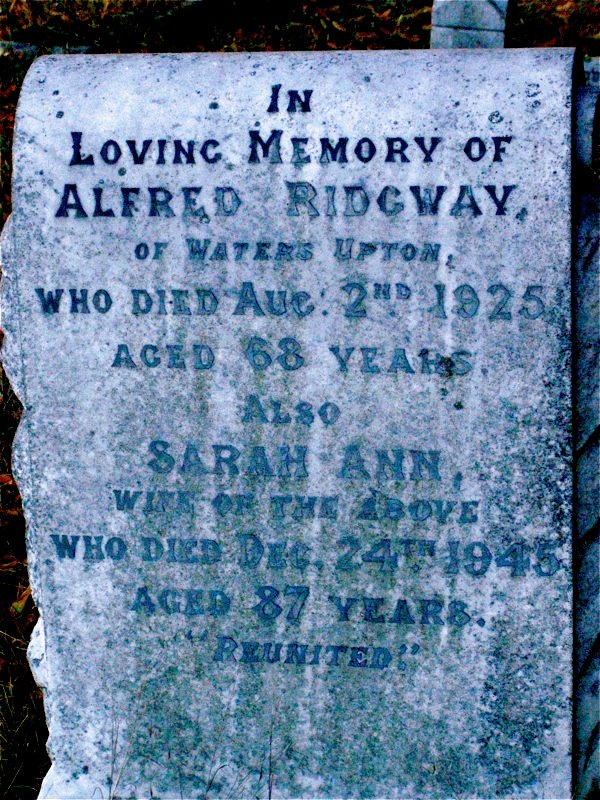 IN
LOVING MEMORY OF
ALFRED RIDGWAY,
OF WATERS UPTON,
WHO DIED AUG. 2ND 1925,
AGED 68 YEARS.
ALSO
SARAH ANN,
WIFE OF THE ABOVE
WHO DIED DEC. 24TH 1945
AGED 87 YEARS.
"REUNITED."